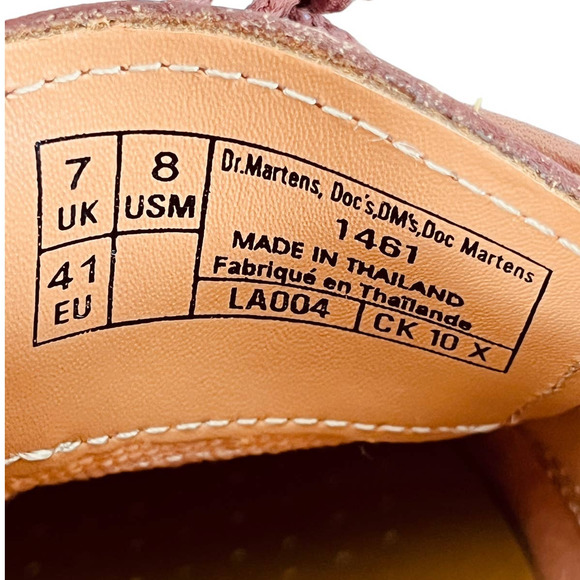 7
UK
8
USM
41
EU
Dr.Martens, Doc's,DM's,Doc Martens
1461
MADE IN THAILAND
Fabriqué en Thaïlande
LA004
CK 10 X